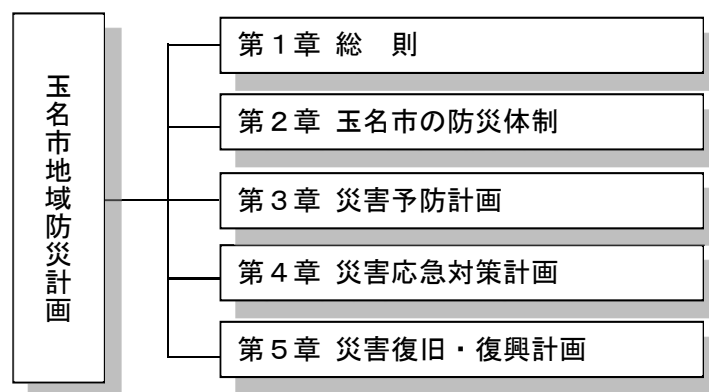 玉名市地域防災計画
第１章 総　則
第２章 玉名市の防災体制
第３章 災害予防計画
第４章 災害応急対策計画
第５章 災害復旧・復興計画